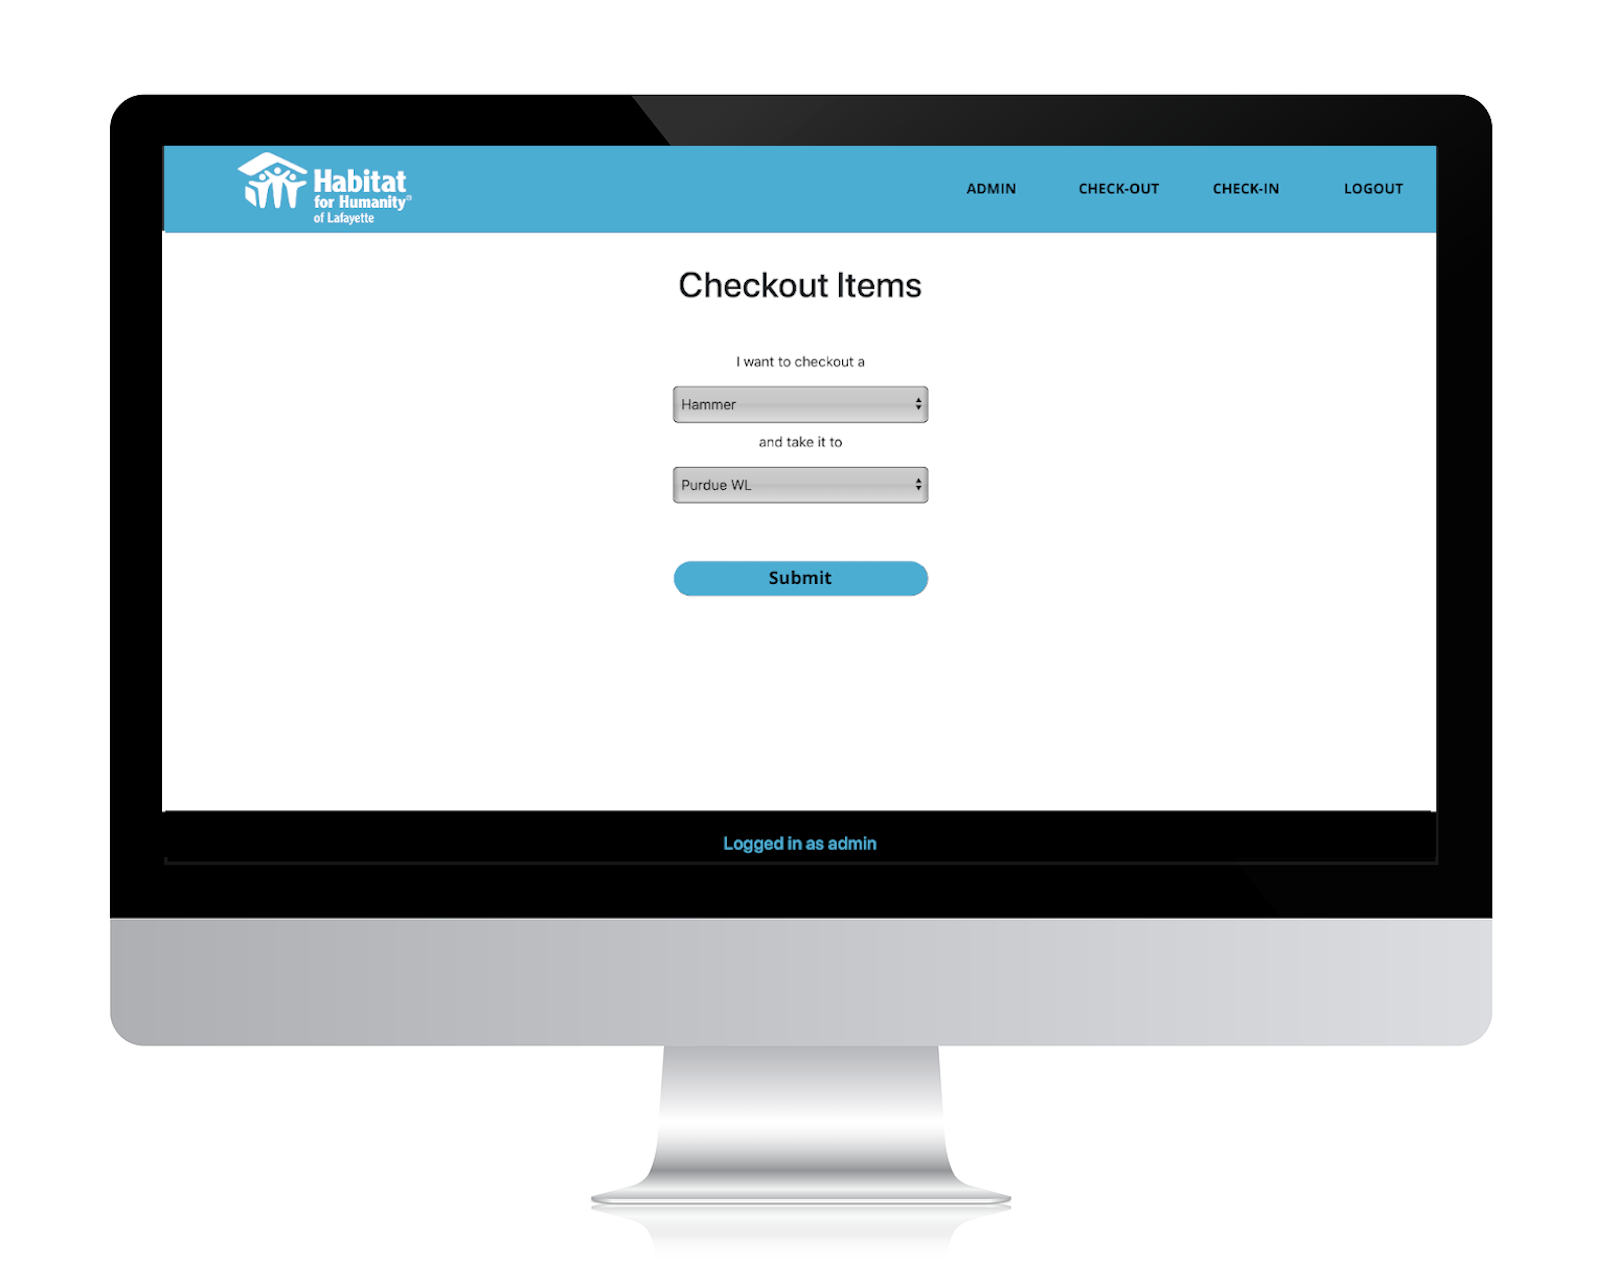 Habitat
for Humanity®
of Lafayette
ADMIN CHECK-OUT CHECK-IN LOGOUT
Checkout Items
I want to checkout a
Hammer
and take it to
Purdue WL
Submit
Logged in as admin